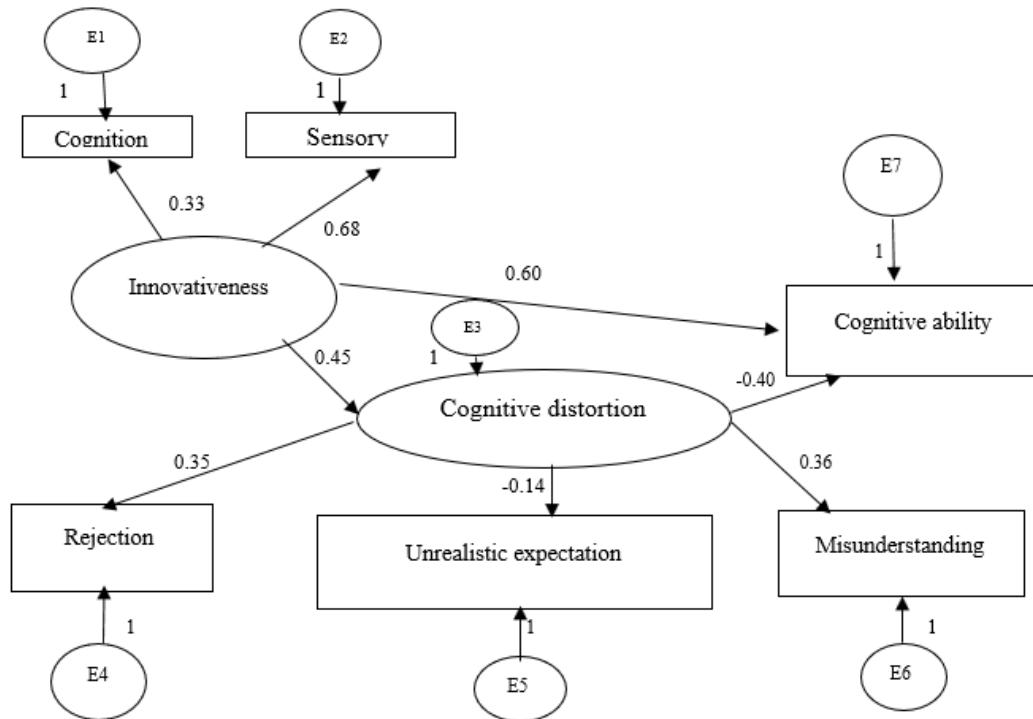 E1
E2
1
1
Cognition
Sensory
E7
0.33
0.68
1
Innovativeness
0.60
E3
Cognitive ability
0.45
1
-0.40
Cognitive distortion
0.35
0.36
-0.14
Rejection
Unrealistic expectation
Misunderstanding
1
1
1
E4
E5
E6